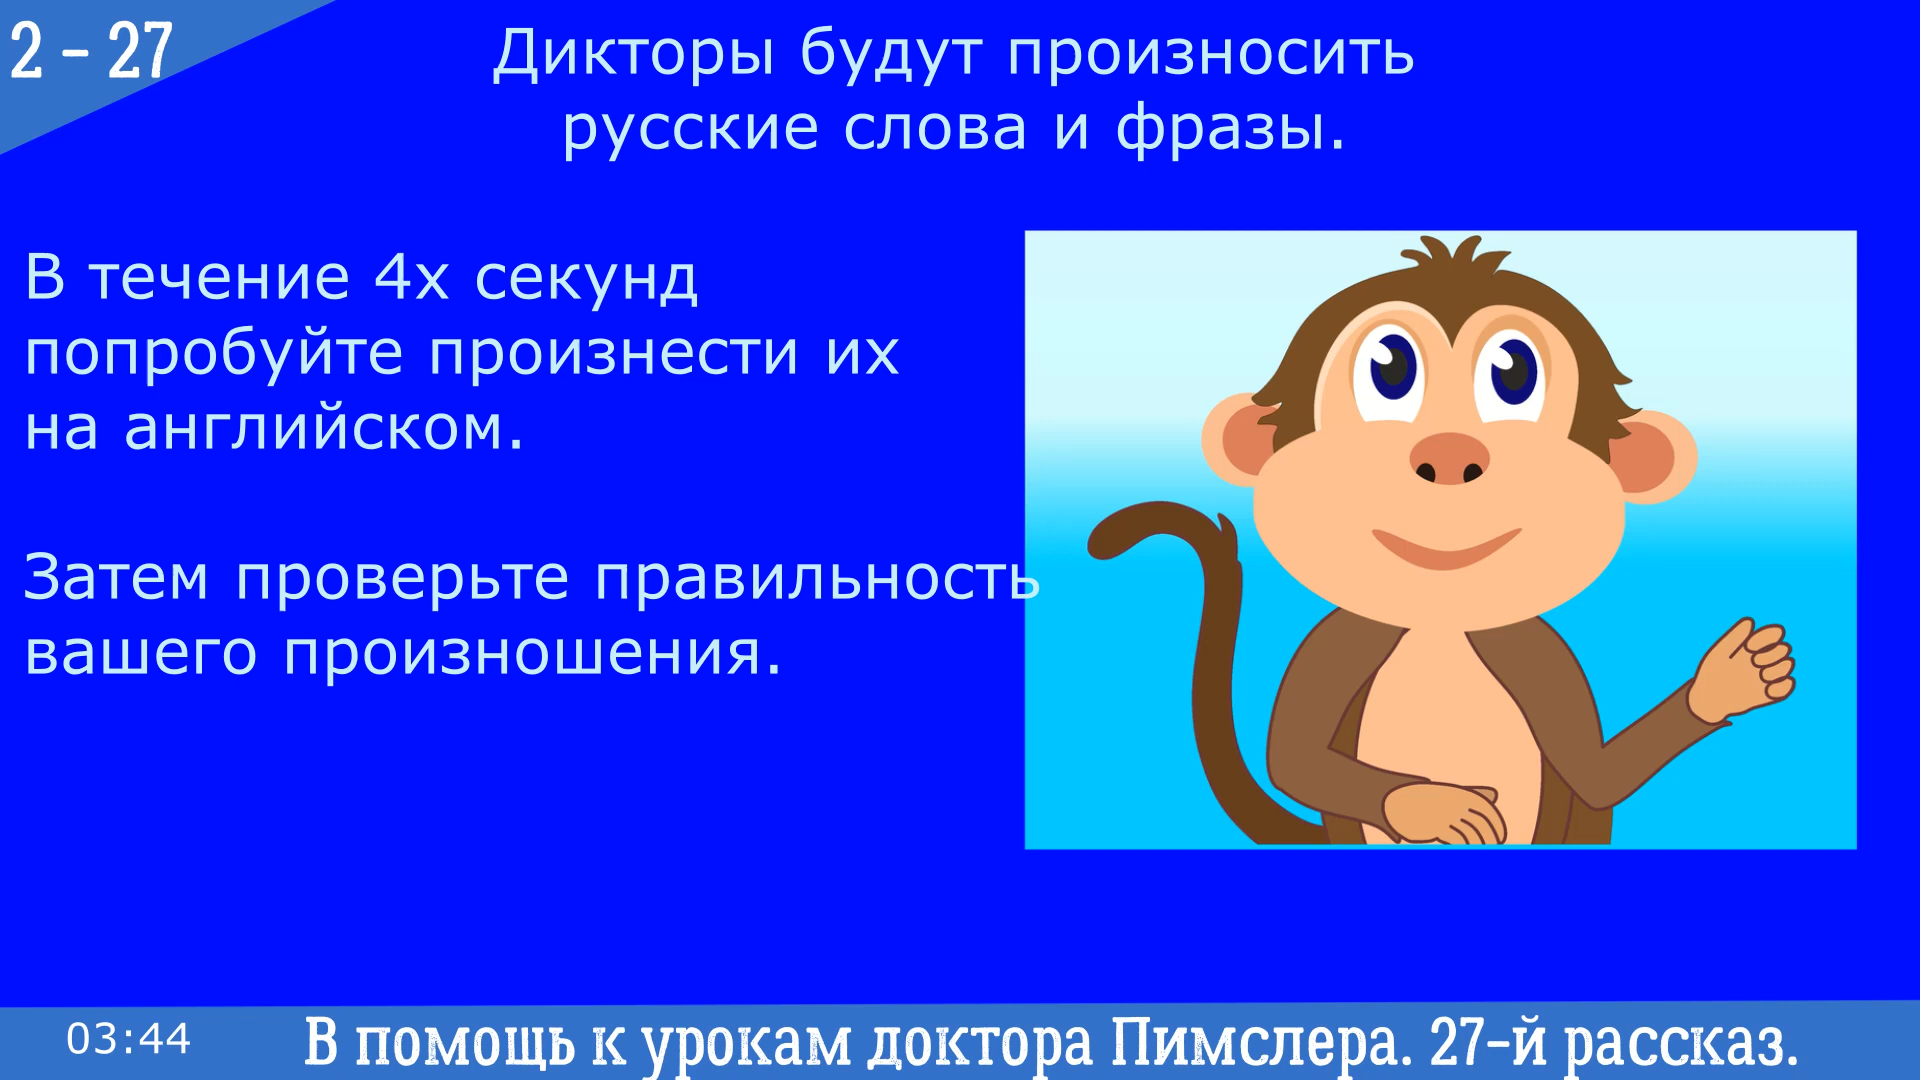 2 - 27
Дикторы будут произносить
русские слова и фразы.
В течение 4х секунд
попробуйте произнести их
на английском.
Затем проверьте правильность
вашего произношения.
03:44
В помощь к урокам доктора Пимслера. 27-й рассказ.